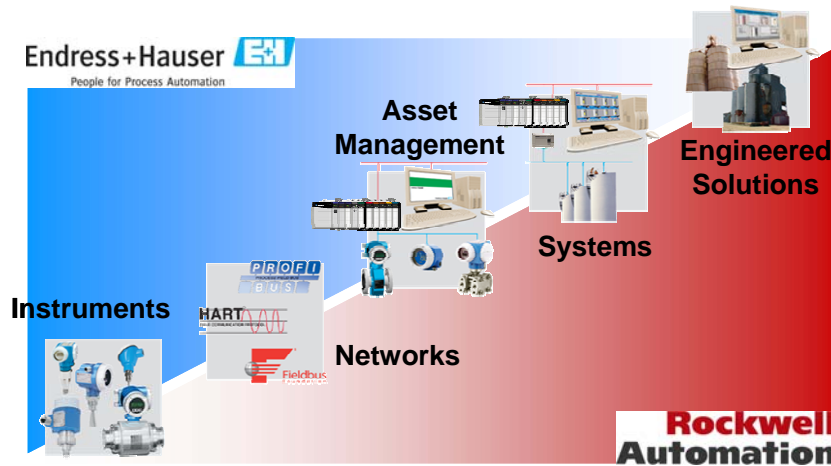 Endress+Hauser
People for Process Automation
Asset
Management
Engineered
Solutions
Systems
Instruments
PROFI
BUS
HART
Networks
Fieldbus
Rockwell
Automation